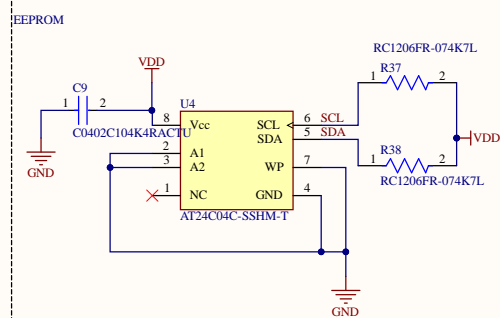 EEPROM
VDD
C9
1 2
C0402C104K4RACTU
GND
U4
8 Vcc
2 A1
3 A2
1 NC
SCL 6 SCL
SDA 5 SDA
WP 7
GND 4
AT24C04C-SSHM-T
RC1206FR-074K7L
R37
1 2
VDD
R38
1 2
RC1206FR-074K7L
GND